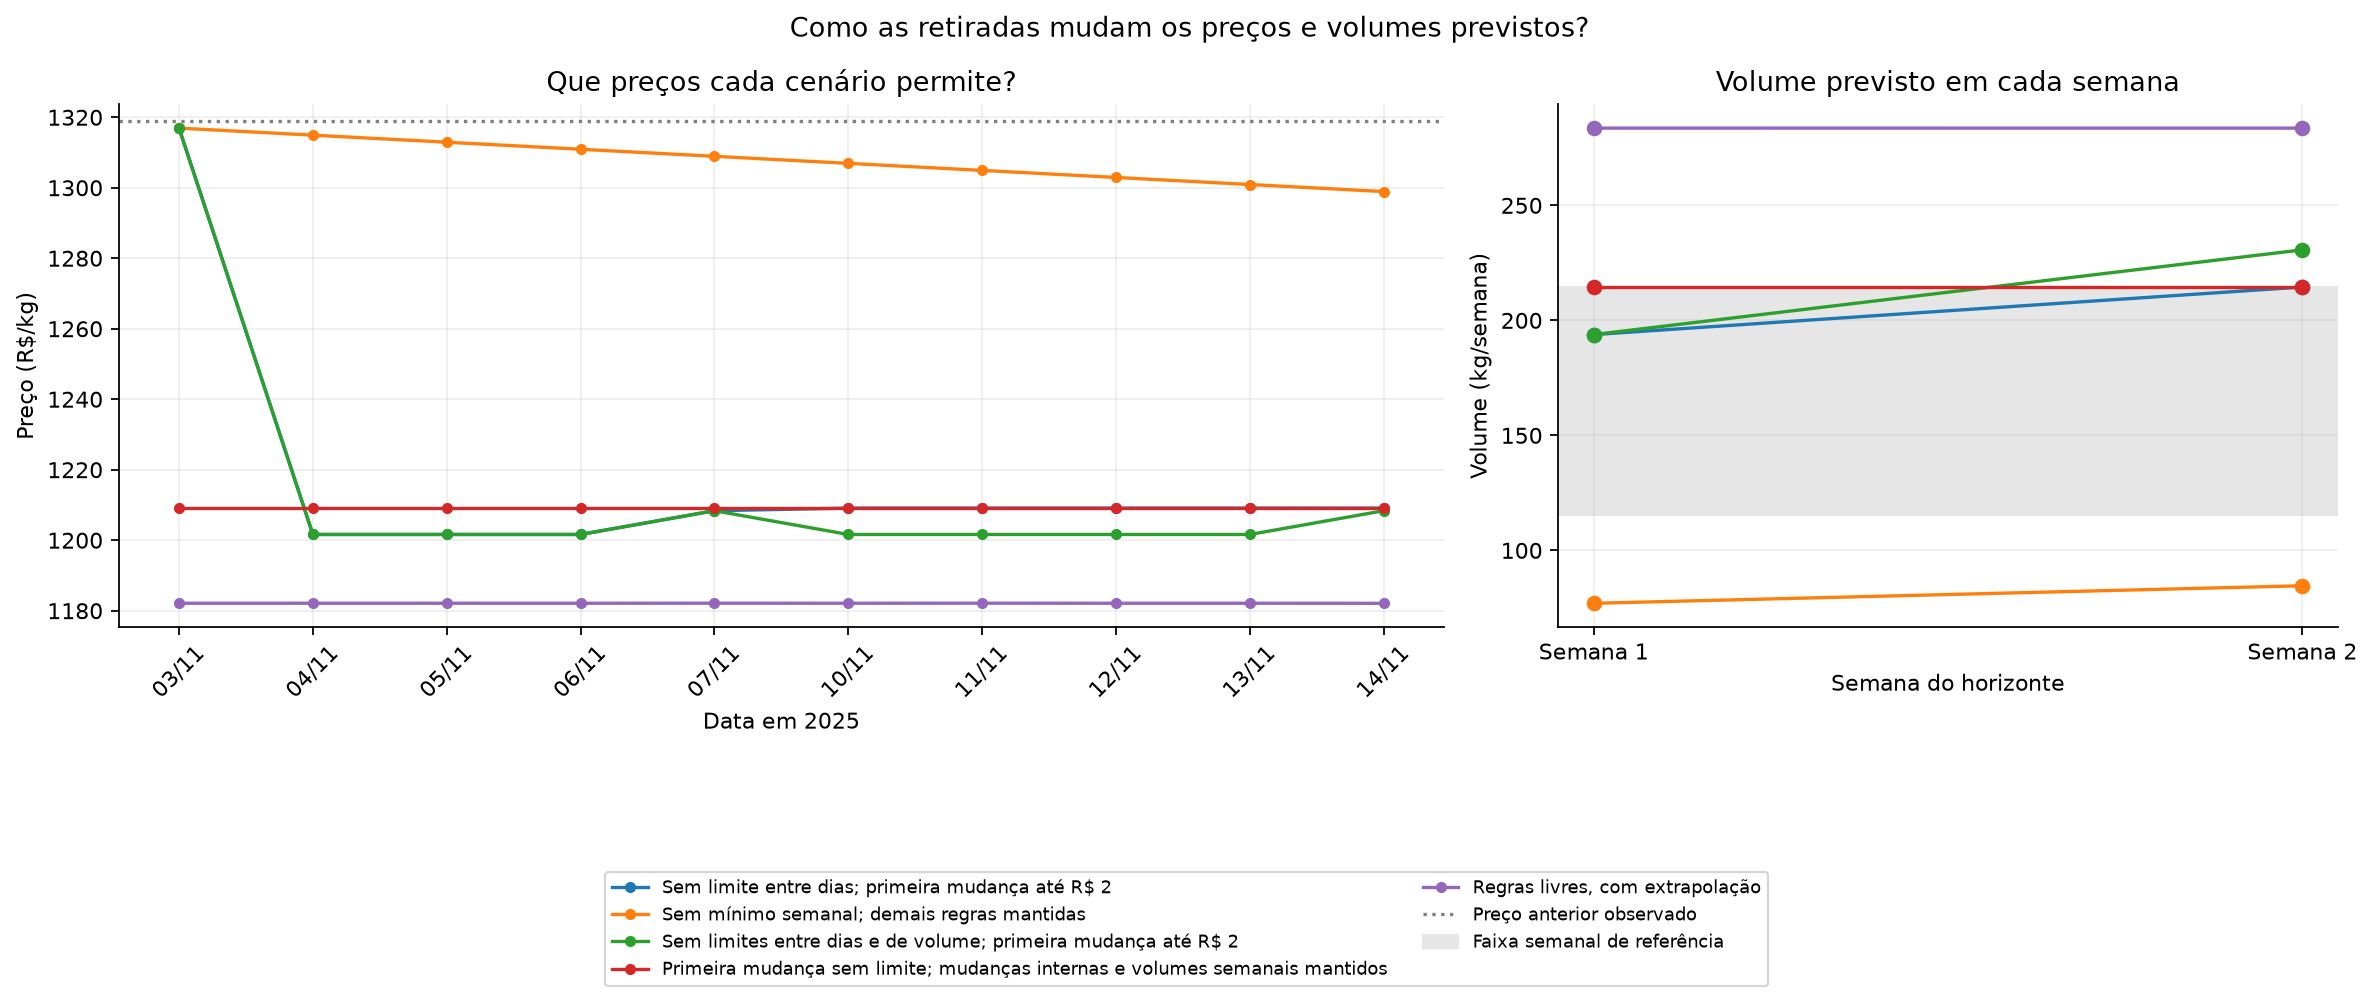 Como as retiradas mudam os preços e volumes previstos?
Que preços cada cenário permite?
Preço (R$/kg)
1320
1300
1280
1260
1240
1220
1200
1180
03/11
04/11
05/11
06/11
07/11
10/11
11/11
12/11
13/11
14/11
Data em 2025
Volume previsto em cada semana
Volume (kg/semana)
250
200
150
100
Semana 1
Semana 2
Semana do horizonte
Sem limite entre dias; primeira mudança até R$ 2
Sem mínimo semanal; demais regras mantidas
Sem limites entre dias e de volume; primeira mudança até R$ 2
Primeira mudança sem limite; mudanças internas e volumes semanais mantidos
Regras livres, com extrapolação
Preço anterior observado
Faixa semanal de referência